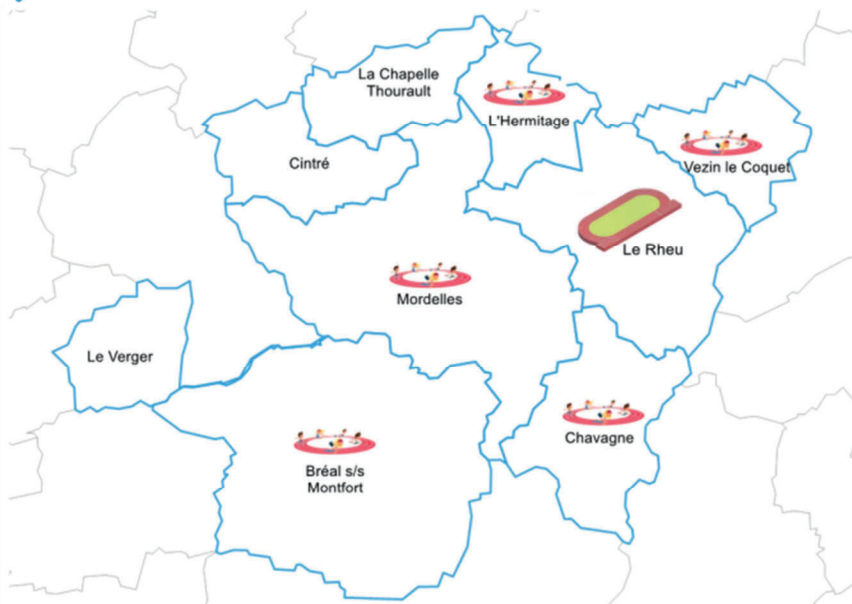 La Chapelle
Thourault
L'Hermitage
Vezin le Coquet
Cintré
Le Rheu
Mordelles
Le Verger
Chavagne
Bréal s/s
Montfort